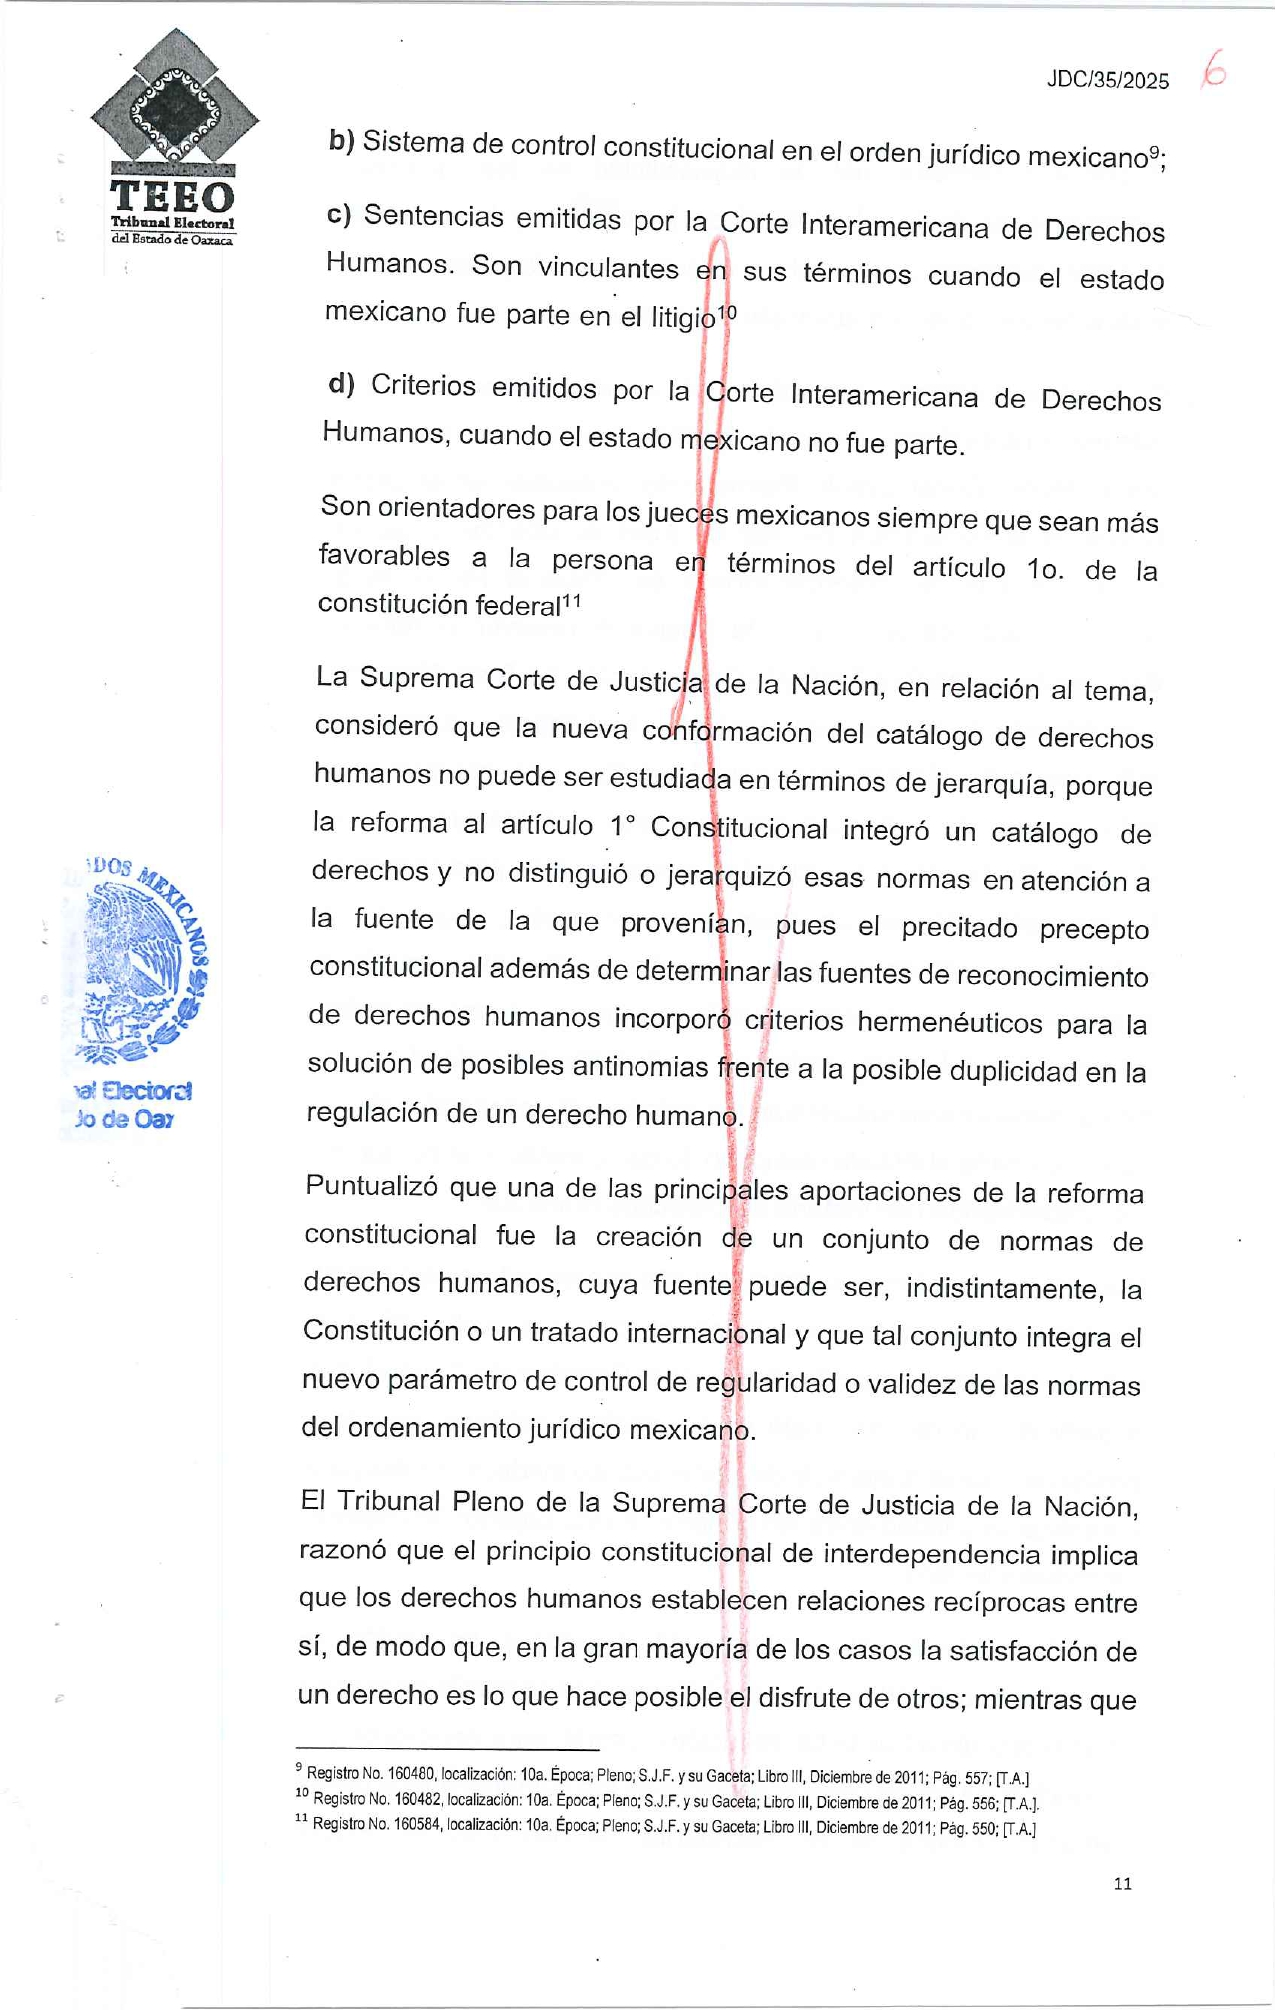 JDC/35/2025
6
TEEO
Tribunal Electoral
del Estado de Oaxaca
b) Sistema de control constitucional en el orden jurídico mexicano⁹;
c) Sentencias emitidas por la Corte Interamericana de Derechos
Humanos. Son vinculantes en sus términos cuando el estado
mexicano fue parte en el litigio¹⁰
d) Criterios emitidos por la Corte Interamericana de Derechos
Humanos, cuando el estado mexicano no fue parte.
Son orientadores para los jueces mexicanos siempre que sean más
favorables a la persona en términos del artículo 1o. de la
constitución federal¹¹
La Suprema Corte de Justicia de la Nación, en relación al tema,
consideró que la nueva conformación del catálogo de derechos
humanos no puede ser estudiada en términos de jerarquía, porque
la reforma al artículo 1° Constitucional integró un catálogo de
derechos y no distinguió o jerarquizó esas normas en atención a
la fuente de la que provenían, pues el precitado precepto
constitucional además de determinar las fuentes de reconocimiento
de derechos humanos incorporó criterios hermenéuticos para la
solución de posibles antinomias frente a la posible duplicidad en la
regulación de un derecho humano.
DOS MEXICANOS
al Electoral
do de Oax
Puntualizó que una de las principales aportaciones de la reforma
constitucional fue la creación de un conjunto de normas de
derechos humanos, cuya fuente puede ser, indistintamente, la
Constitución o un tratado internacional y que tal conjunto integra el
nuevo parámetro de control de regularidad o validez de las normas
del ordenamiento jurídico mexicano.
El Tribunal Pleno de la Suprema Corte de Justicia de la Nación,
razonó que el principio constitucional de interdependencia implica
que los derechos humanos establecen relaciones recíprocas entre
sí, de modo que, en la gran mayoría de los casos la satisfacción de
un derecho es lo que hace posible el disfrute de otros; mientras que
⁹ Registro No. 160480, localización: 10a. Época; Pleno; S.J.F. y su Gaceta; Libro III, Diciembre de 2011; Pág. 557; [T.A.]
¹⁰ Registro No. 160482, localización: 10a. Época; Pleno; S.J.F. y su Gaceta; Libro III, Diciembre de 2011; Pág. 556; [T.A.].
¹¹ Registro No. 160584, localización: 10a. Época; Pleno; S.J.F. y su Gaceta; Libro III, Diciembre de 2011; Pág. 550; [T.A.]
11